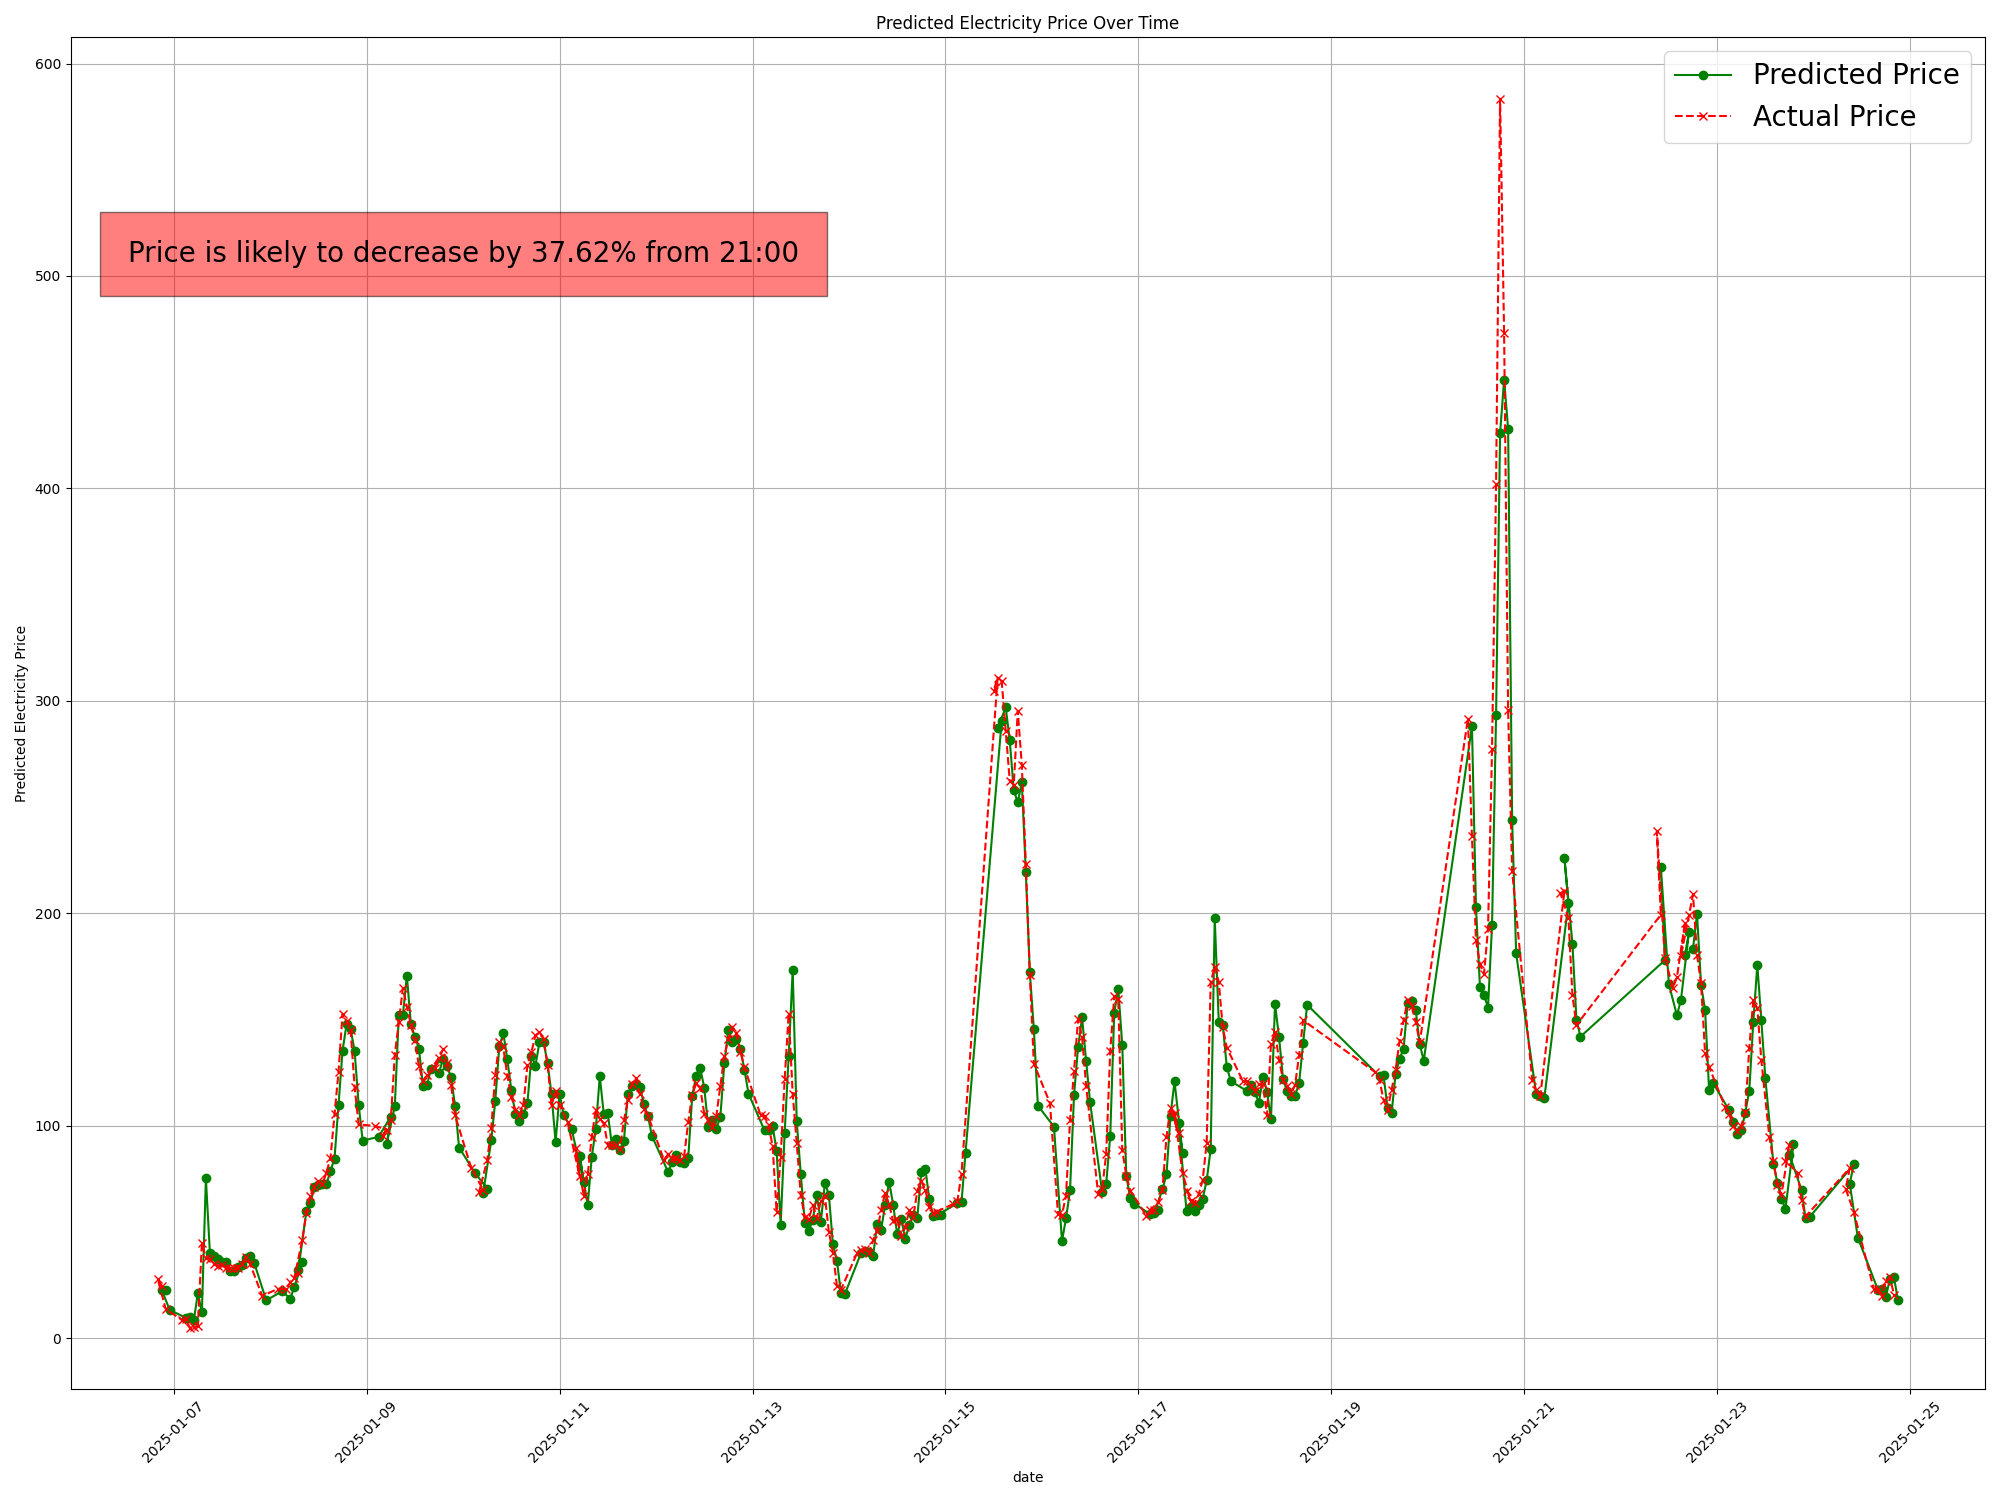 Predicted Electricity Price Over Time
Predicted Price
Actual Price
Price is likely to decrease by 37.62% from 21:00
Predicted Electricity Price
600
500
400
300
200
100
0
2025-01-07
2025-01-09
2025-01-11
2025-01-13
2025-01-15
2025-01-17
2025-01-19
2025-01-21
2025-01-23
2025-01-25
date